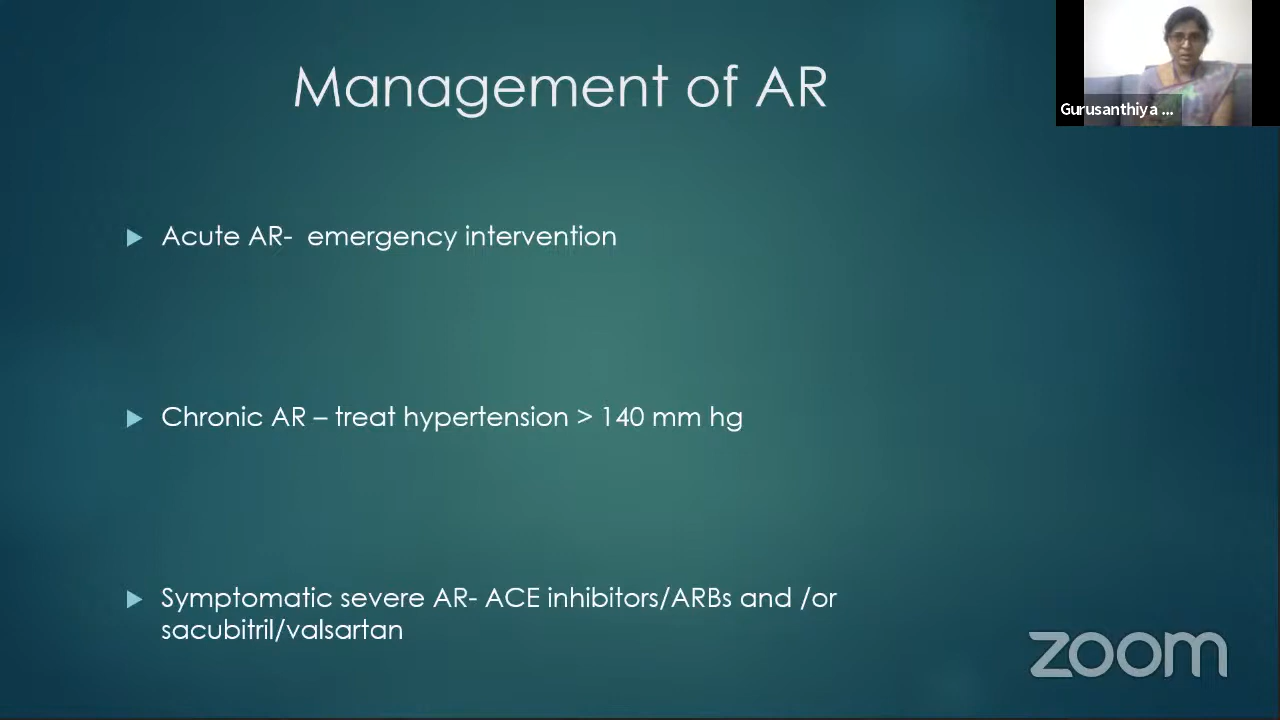 Management of AR
Gurusanthiya ...
Acute AR- emergency intervention
Chronic AR – treat hypertension > 140 mm hg
Symptomatic severe AR- ACE inhibitors/ARBs and /or
sacubitril/valsartan
zoom